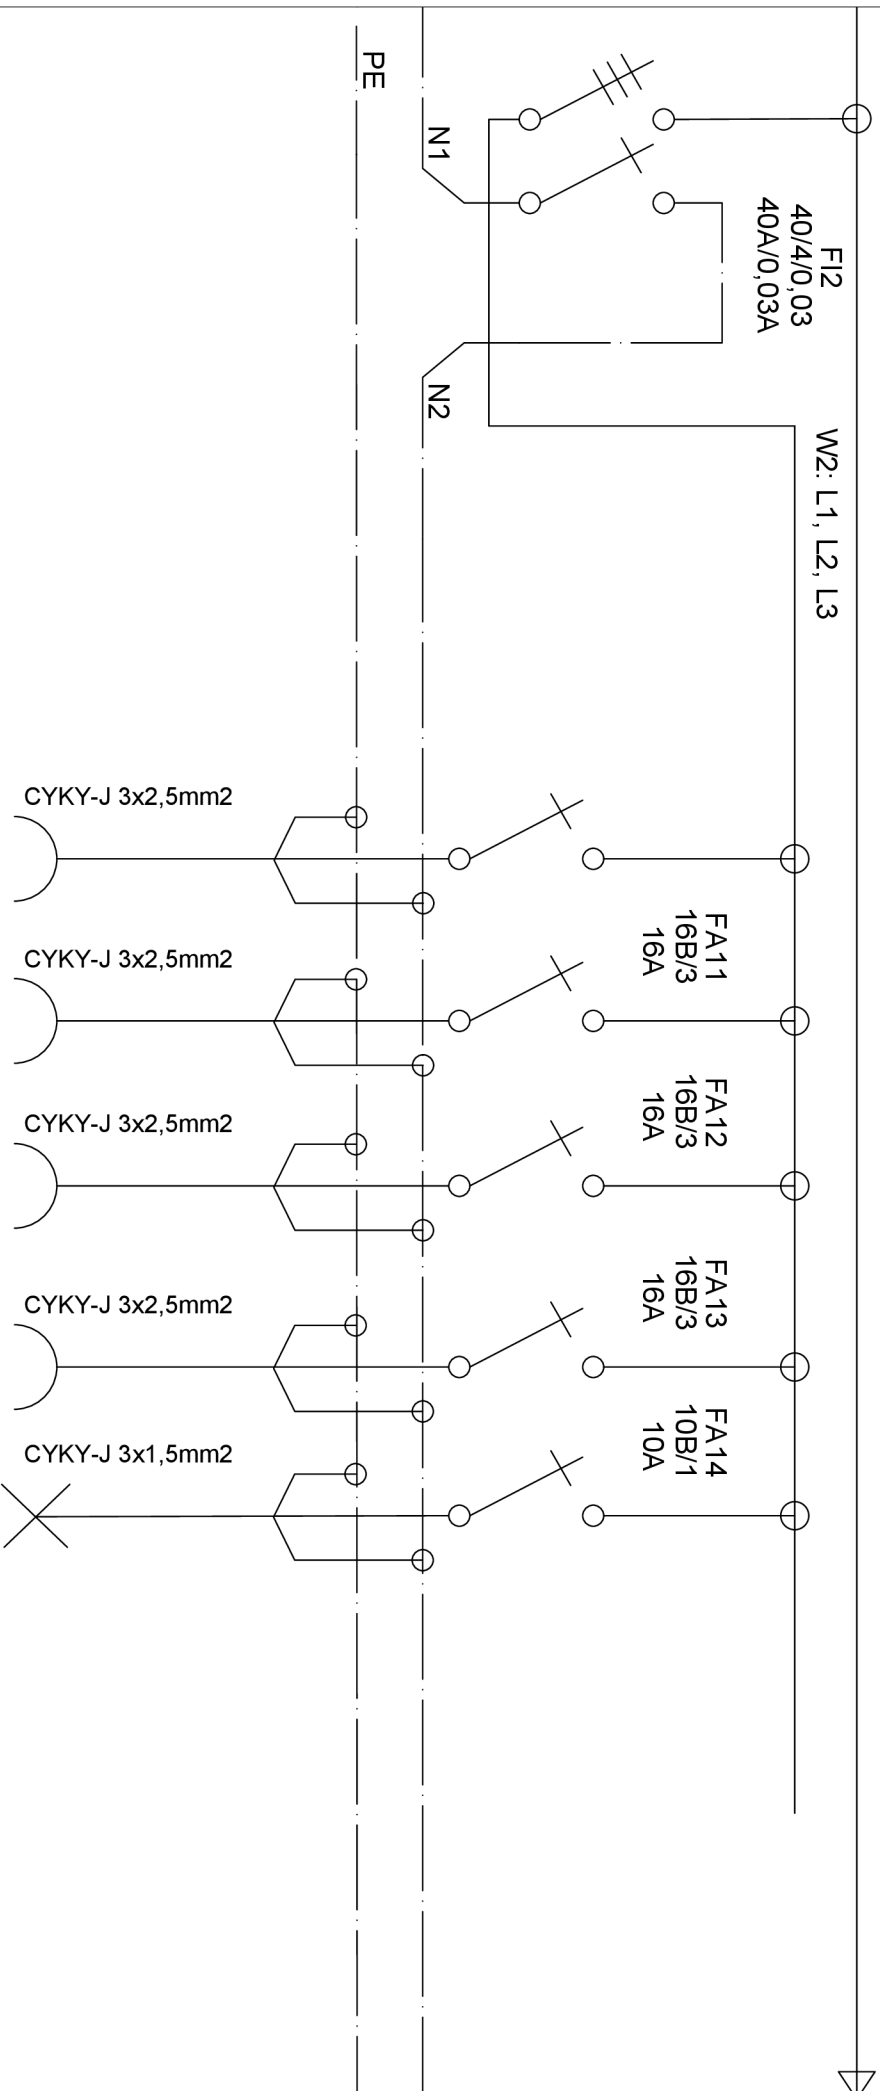 PE
N1
FI2
40/4/0,03
40A/0,03A
N2
W2: L1, L2, L3
CYKY-J 3x2,5mm2
FA11
16B/3
16A
CYKY-J 3x2,5mm2
FA12
16B/3
16A
CYKY-J 3x2,5mm2
FA13
16B/3
16A
CYKY-J 3x2,5mm2
FA14
10B/1
10A
CYKY-J 3x1,5mm2